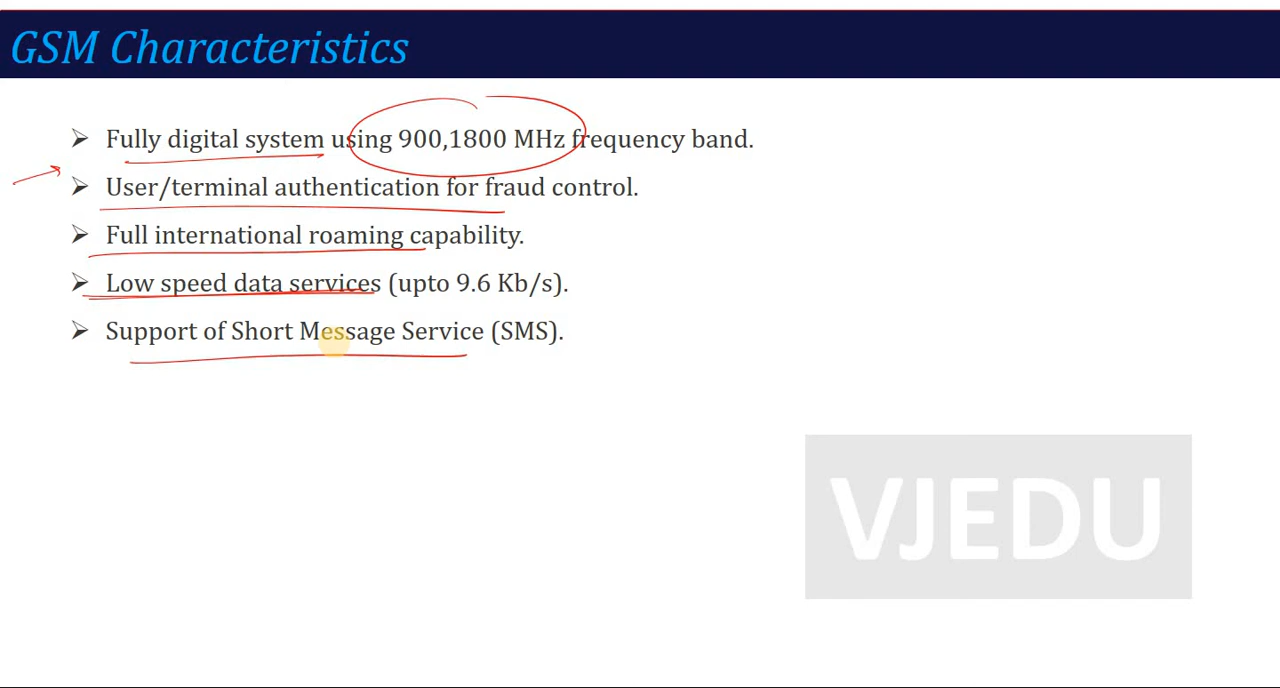 GSM Characteristics
Fully digital system using 900,1800 MHz frequency band.
User/terminal authentication for fraud control.
Full international roaming capability.
Low speed data services (upto 9.6 Kb/s).
Support of Short Message Service (SMS).
VJEDU